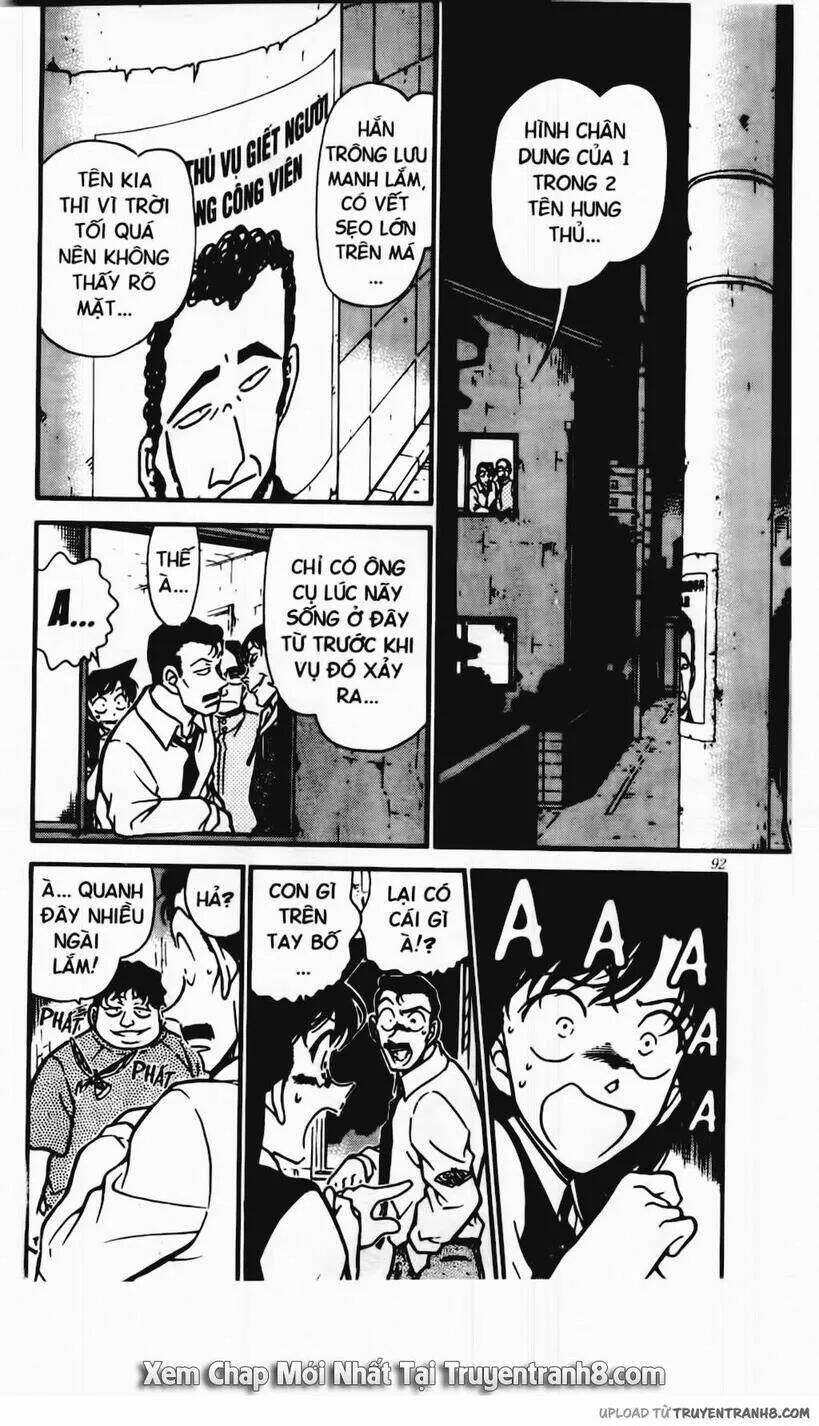 HÌNH CHÂN
DUNG CỦA 1
TRONG 2
TÊN HUNG
THỦ...
HẮN
TRÔNG LƯU
MANH LẮM,
CÓ VẾT
SẸO LỚN
TRÊN MÁ
...
THỦ VỤ GIẾT NGƯỜI
NG CÔNG VIÊN
TÊN KIA
THÌ VÌ TRỜI
TỐI QUÁ
NÊN KHÔNG
THẤY RÕ
MẶT...
CHỈ CÓ ÔNG
CỤ LÚC NÃY
SỐNG Ở ĐÂY
TỪ TRƯỚC KHI
VỤ ĐÓ XẢY
RA...
THẾ
À...
A...
92
A A A A A A
LẠI CÓ
CÁI GÌ
À!?
CON GÌ
TRÊN
TAY BỐ
...
HẢ?
À... QUANH
ĐÂY NHIỀU
NGÀI
LẮM!
PHẬT
PHẬT
Xem Chap Mới Nhất Tại Truyentranh8.com
UPLOAD TỪ TRUYENTRANH8.COM